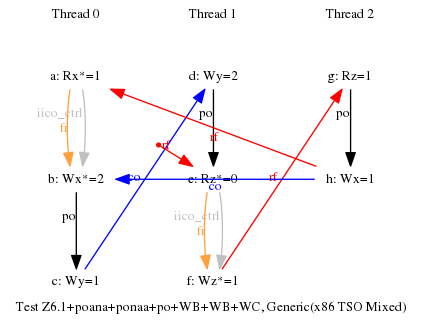 Thread 0 Thread 1 Thread 2
a: Rx*=1 d: Wy=2 g: Rz=1
iico_ctrl po po
fr rf
rf
b: Wx*=2 co e: Rz*=0 rf h: Wx=1
co
po iico_ctrl
fr
c: Wy=1 f: Wz*=1
Test Z6.1+poana+ponaa+po+WB+WB+WC, Generic(x86 TSO Mixed)